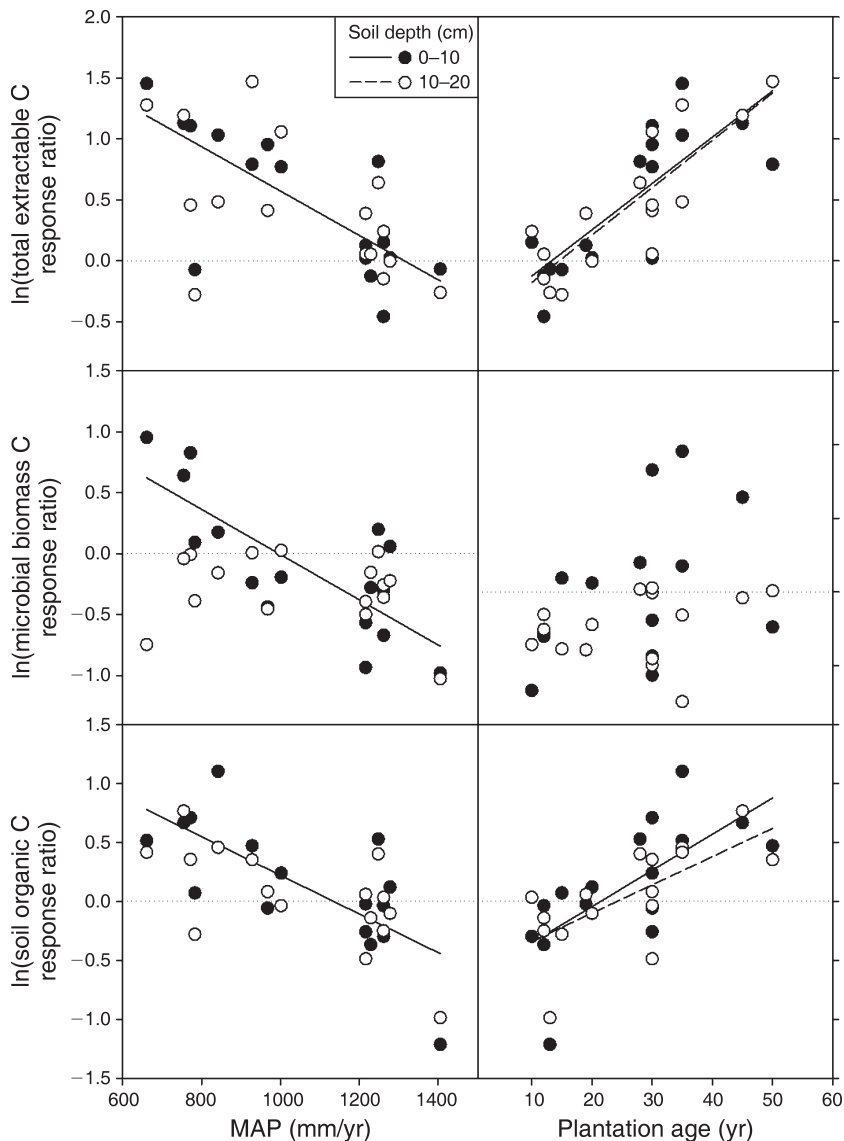 2.0
1.5
1.0
0.5
0.0
−0.5
1.5
1.0
0.5
0.0
−0.5
−1.0
1.5
1.0
0.5
0.0
−0.5
−1.0
−1.5
ln(total extractable C
response ratio)
ln(microbial biomass C
response ratio)
ln(soil organic C
response ratio)
Soil depth (cm)
0–10
10–20
600 800 1000 1200 1400
10 20 30 40 50 60
MAP (mm/yr)
Plantation age (yr)